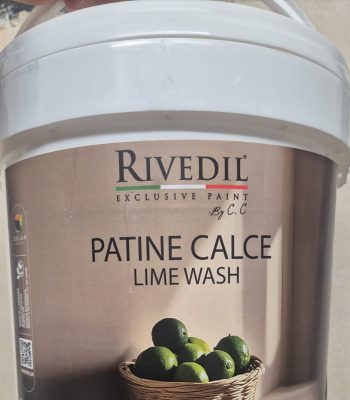 RIVEDIL®
EXCLUSIVE PAINT
By C.C
PATINE CALCE
LIME WASH